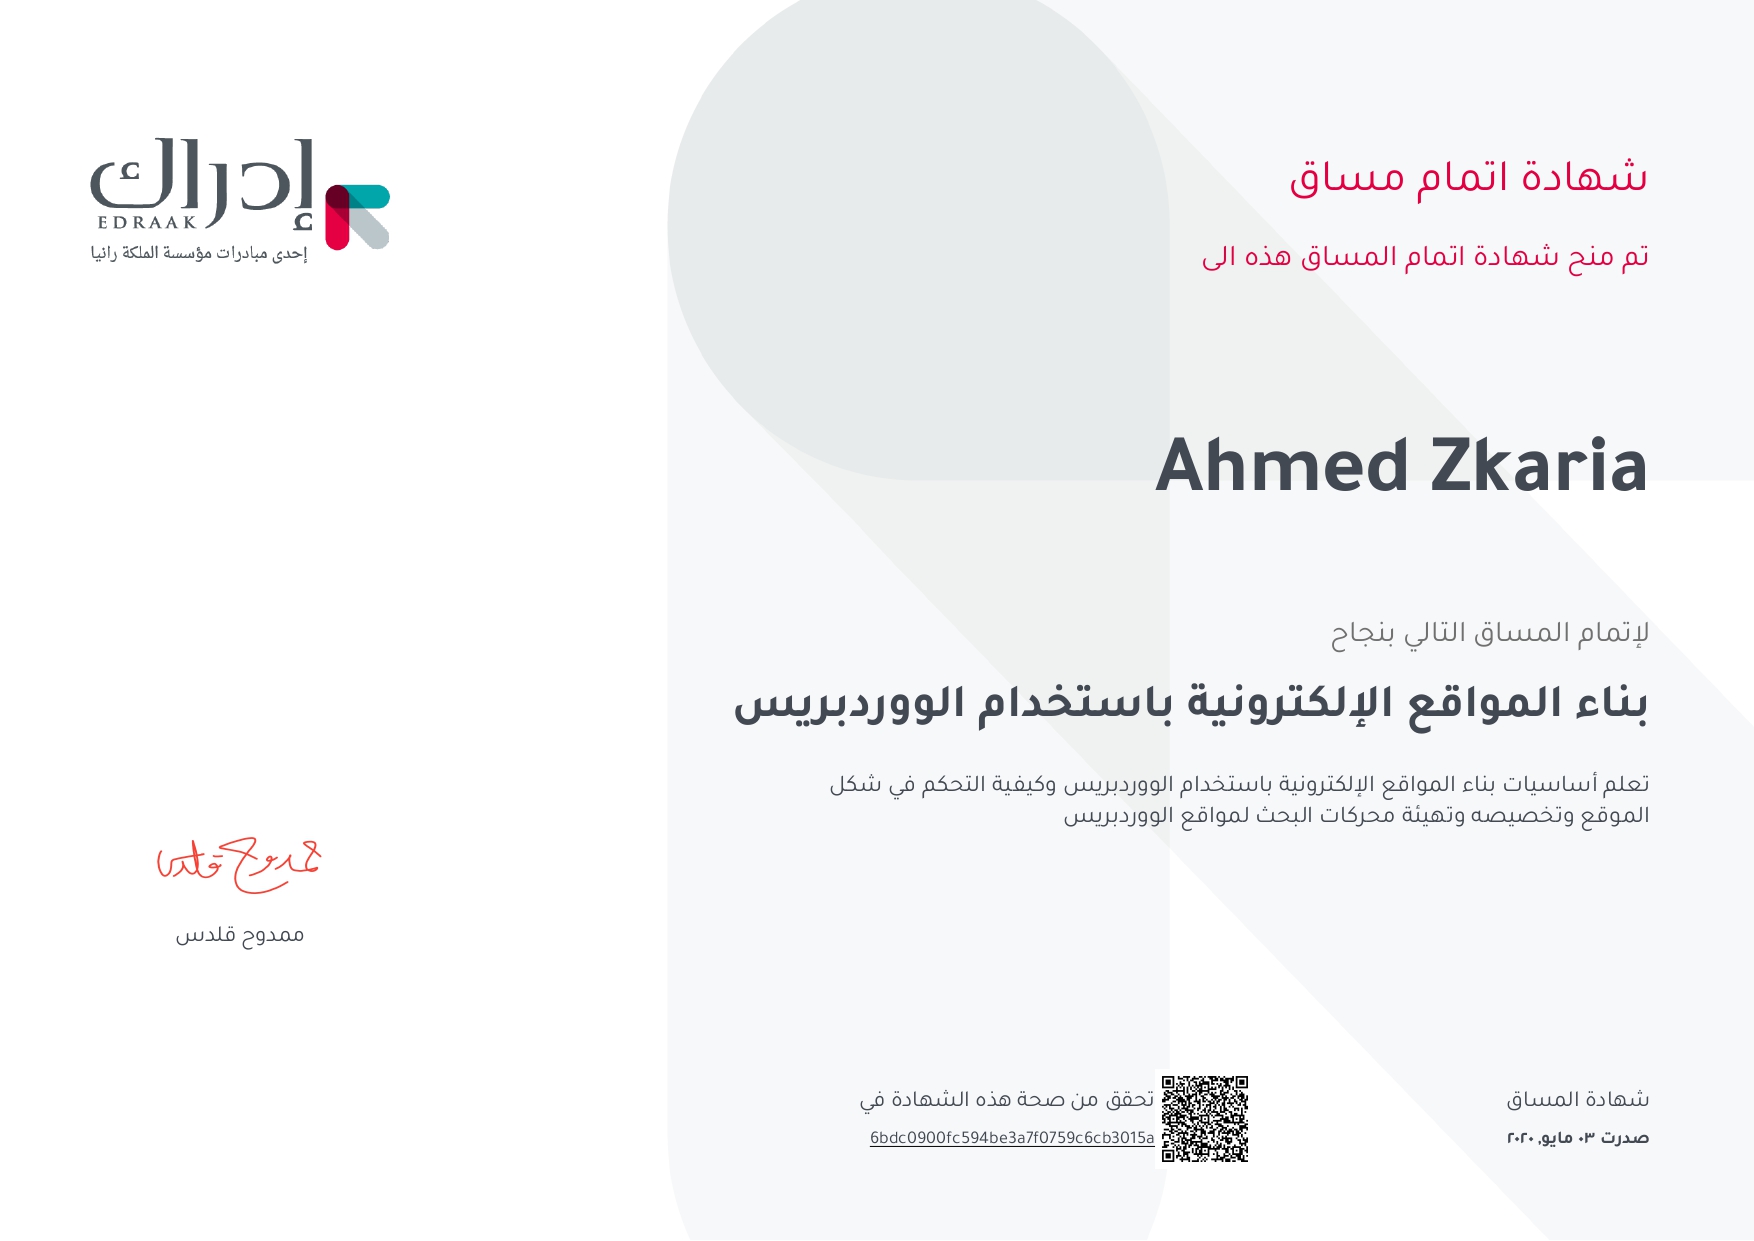 إدراك
EDRAAK
إحدى مبادرات مؤسسة الملكة رانيا
شهادة اتمام مساق
تم منح شهادة اتمام المساق هذه الى
Ahmed Zkaria
لإتمام المساق التالي بنجاح
بناء المواقع الإلكترونية باستخدام الووردبريس
تعلم أساسيات بناء المواقع الإلكترونية باستخدام الووردبريس وكيفية التحكم في شكل
الموقع وتخصيصه وتهيئة محركات البحث لمواقع الووردبريس
ممدوح قلدس
ممدوح قلدس
شهادة المساق
صدرت ٠٣ مايو, ٢٠٢٠
تحقق من صحة هذه الشهادة في
6bdc0900fc594be3a7f0759c6cb3015a